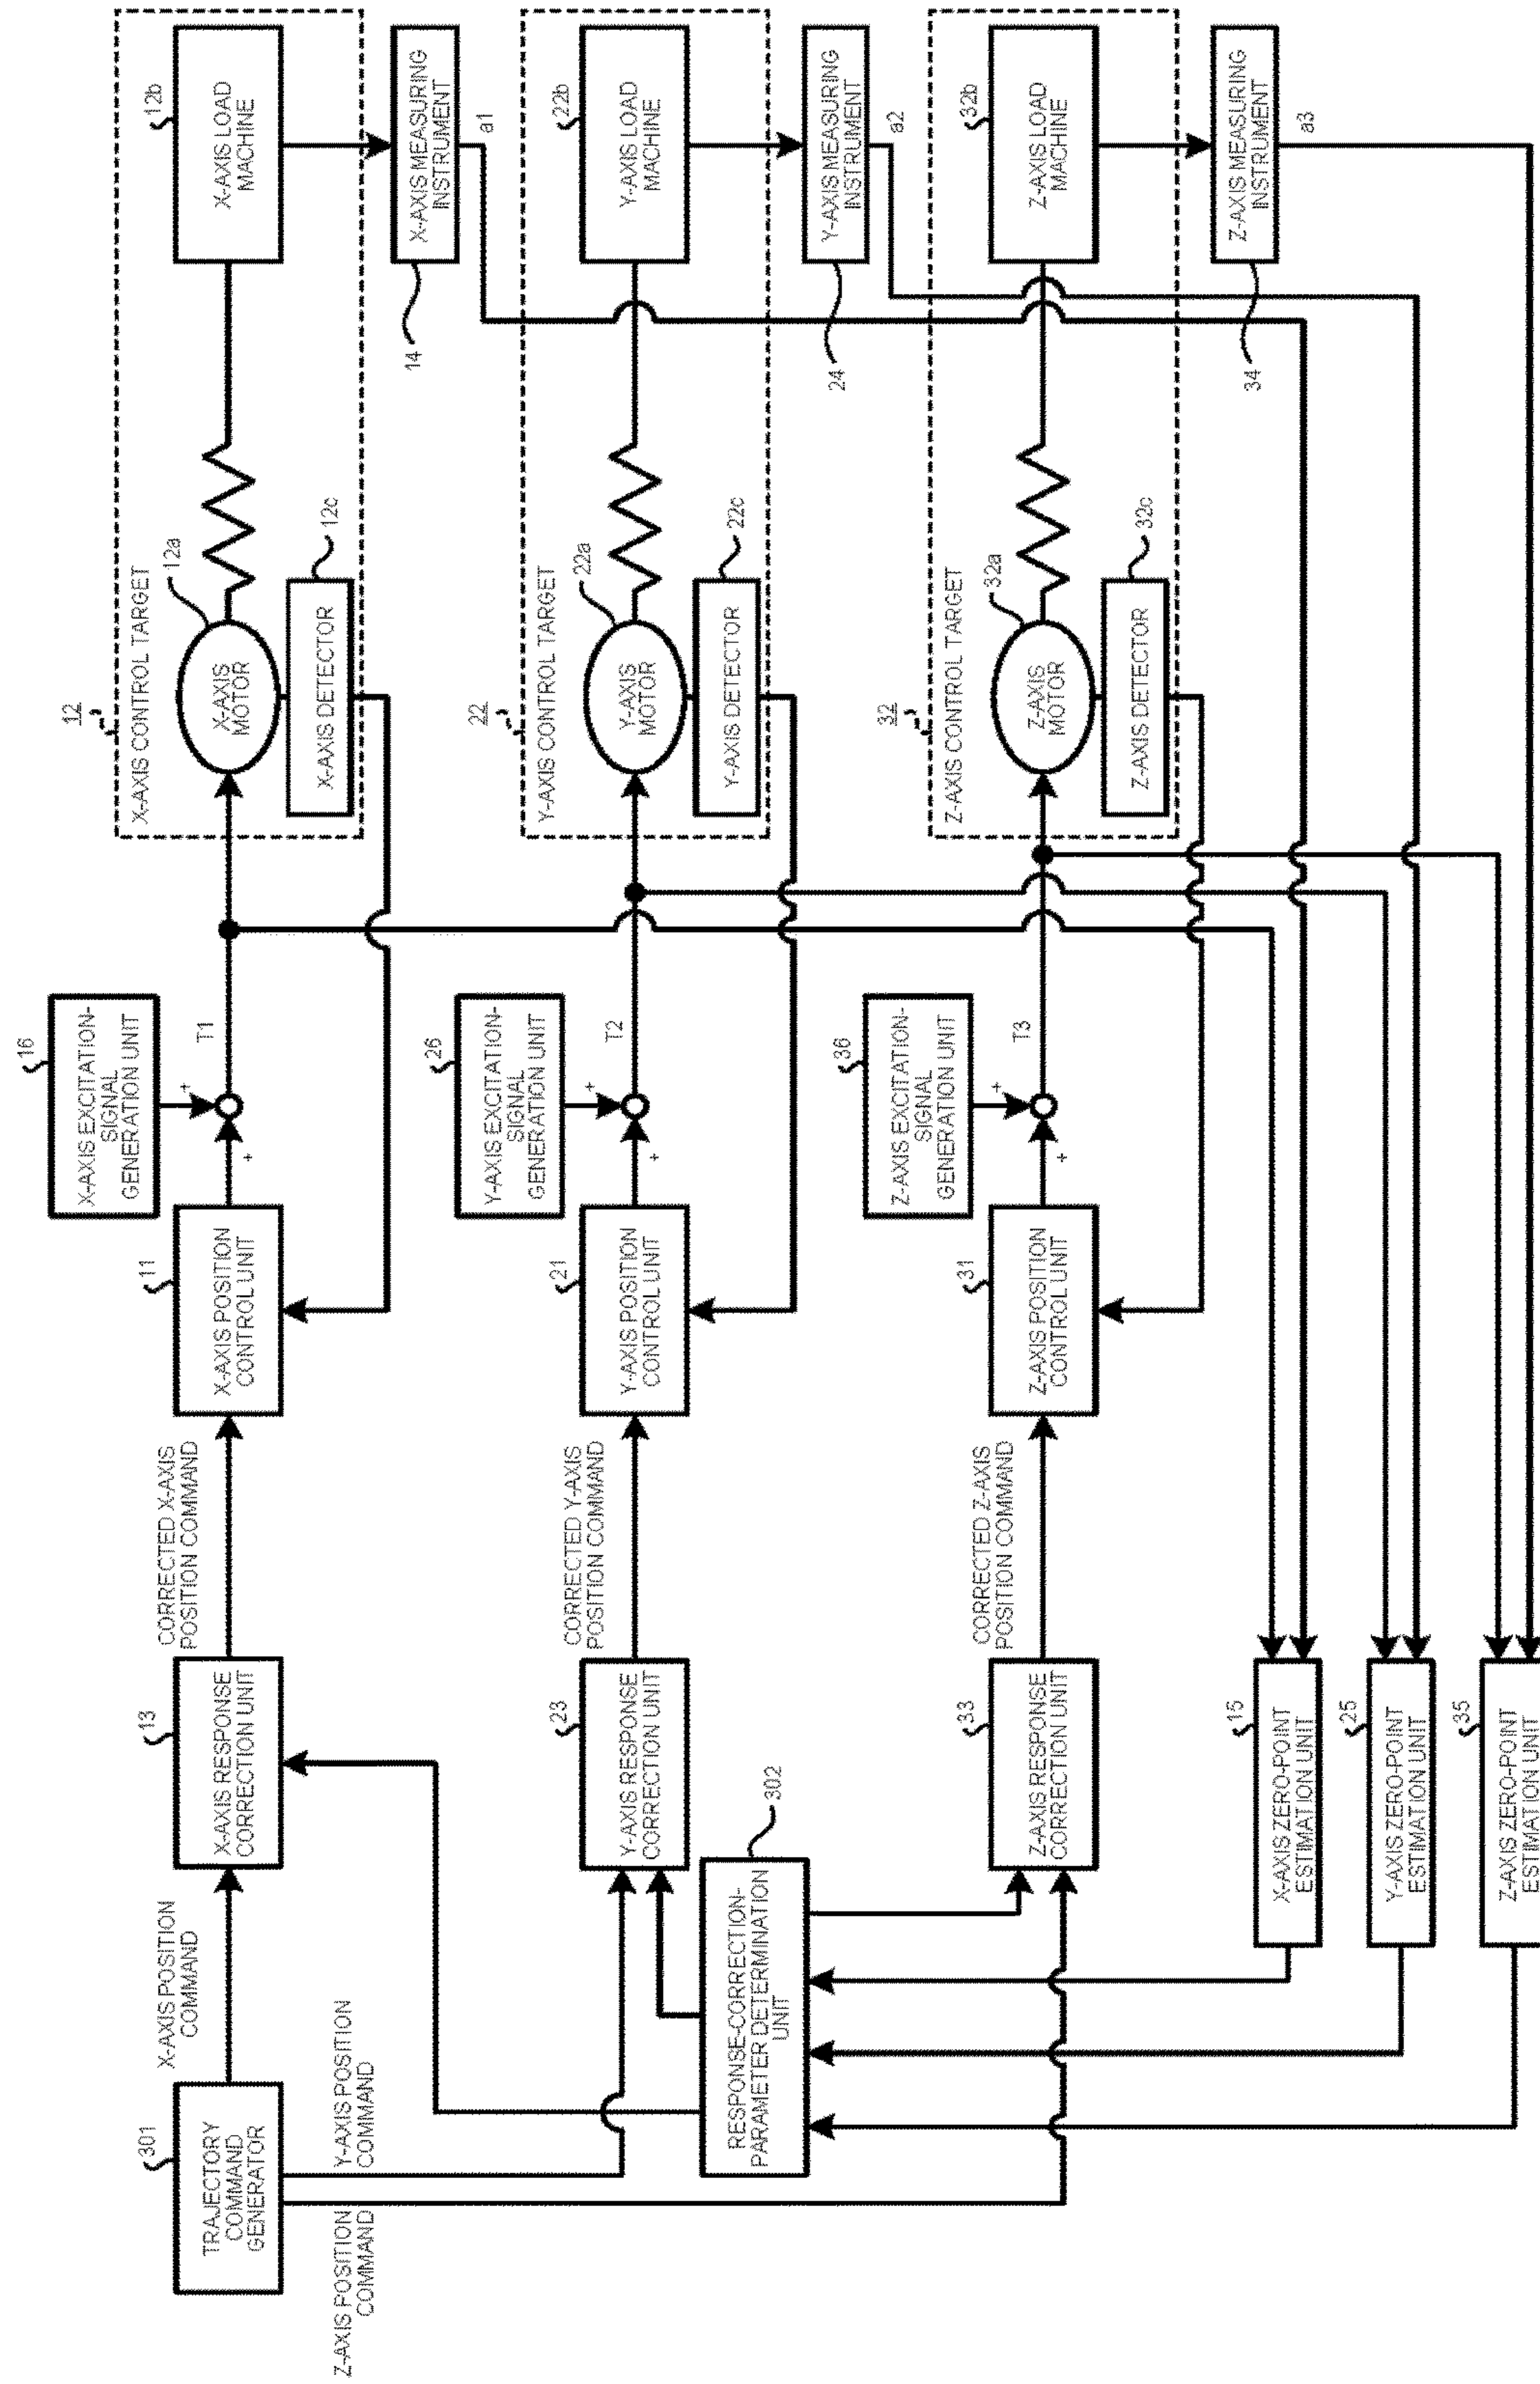 301
TRAJECTORY
COMMAND
GENERATOR
X-AXIS POSITION
COMMAND
Y-AXIS POSITION
COMMAND
Z-AXIS POSITION
COMMAND
13
X-AXIS RESPONSE
CORRECTION UNIT
CORRECTED X-AXIS
POSITION COMMAND
11
X-AXIS POSITION
CONTROL UNIT
16
X-AXIS EXCITATION-
SIGNAL
GENERATION UNIT
+
+
T1
12
X-AXIS CONTROL TARGET
12a
X-AXIS
MOTOR
12c
X-AXIS DETECTOR
12b
X-AXIS LOAD
MACHINE
14
X-AXIS MEASURING
INSTRUMENT
a1
23
Y-AXIS RESPONSE
CORRECTION UNIT
CORRECTED Y-AXIS
POSITION COMMAND
21
Y-AXIS POSITION
CONTROL UNIT
26
Y-AXIS EXCITATION-
SIGNAL
GENERATION UNIT
+
+
T2
22
Y-AXIS CONTROL TARGET
22a
Y-AXIS
MOTOR
22c
Y-AXIS DETECTOR
22b
Y-AXIS LOAD
MACHINE
24
Y-AXIS MEASURING
INSTRUMENT
a2
302
RESPONSE-CORRECTION-
PARAMETER DETERMINATION
UNIT
33
Z-AXIS RESPONSE
CORRECTION UNIT
CORRECTED Z-AXIS
POSITION COMMAND
31
Z-AXIS POSITION
CONTROL UNIT
36
Z-AXIS EXCITATION-
SIGNAL
GENERATION UNIT
+
+
T3
32
Z-AXIS CONTROL TARGET
32a
Z-AXIS
MOTOR
32c
Z-AXIS DETECTOR
32b
Z-AXIS LOAD
MACHINE
34
Z-AXIS MEASURING
INSTRUMENT
a3
15
X-AXIS ZERO-POINT
ESTIMATION UNIT
25
Y-AXIS ZERO-POINT
ESTIMATION UNIT
35
Z-AXIS ZERO-POINT
ESTIMATION UNIT